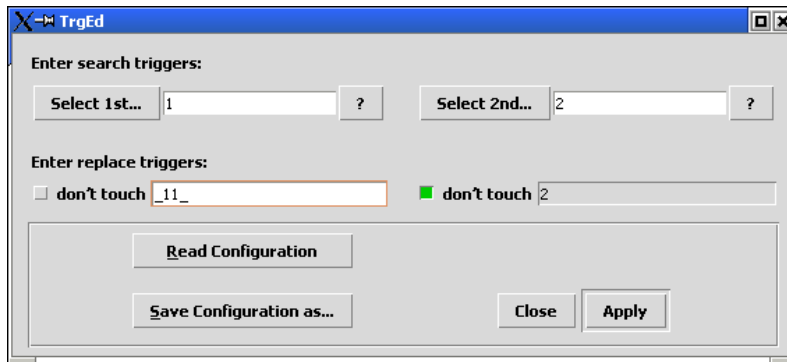 TrgEd
Enter search triggers:
Select 1st... 1 ? Select 2nd... 2 ?
Enter replace triggers:
don't touch _11_ don't touch 2
Read Configuration
Save Configuration as... Close Apply